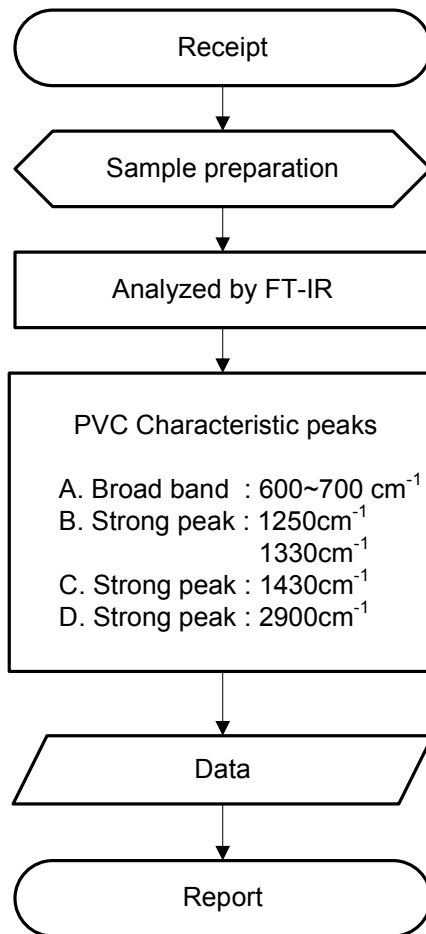 Receipt
Sample preparation
Analyzed by FT-IR
PVC Characteristic peaks
A. Broad band : 600~700 cm⁻¹
B. Strong peak : 1250cm⁻¹
1330cm⁻¹
C. Strong peak : 1430cm⁻¹
D. Strong peak : 2900cm⁻¹
Data
Report